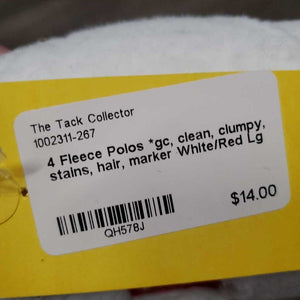 The Tack Collector
1002311-267
4 Fleece Polos *gc, clean, clumpy,
stains, hair, marker White/Red Lg
$14.00
QH578J